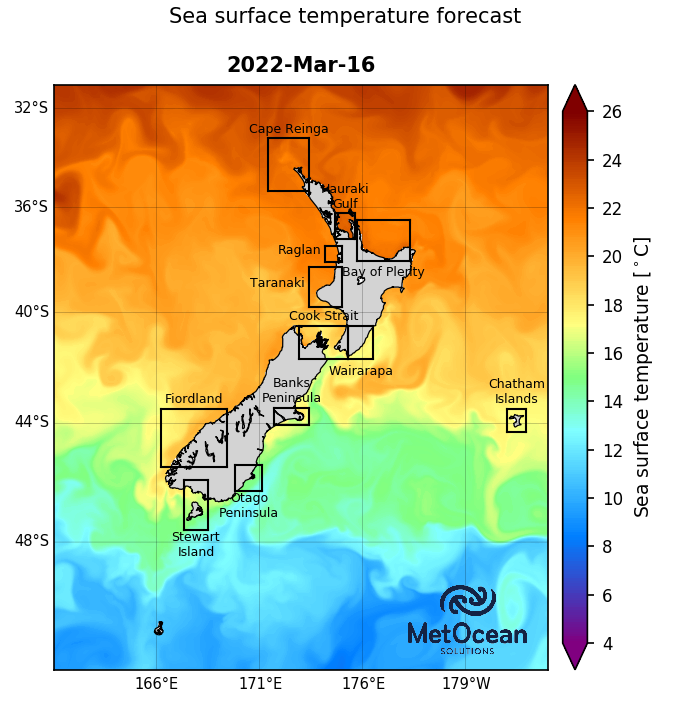 Sea surface temperature forecast
2022-Mar-16
32°S
36°S
40°S
44°S
48°S
Cape Reinga
Hauraki
Gulf
Raglan
Bay of Plenty
Taranaki
Cook Strait
Wairarapa
Banks
Peninsula
Fiordland
Chatham
Islands
Otago
Peninsula
Stewart
Island
MetOcean
SOLUTIONS
166°E
171°E
176°E
179°W
26
24
22
20
18
16
14
12
10
8
6
4
Sea surface temperature [°C]